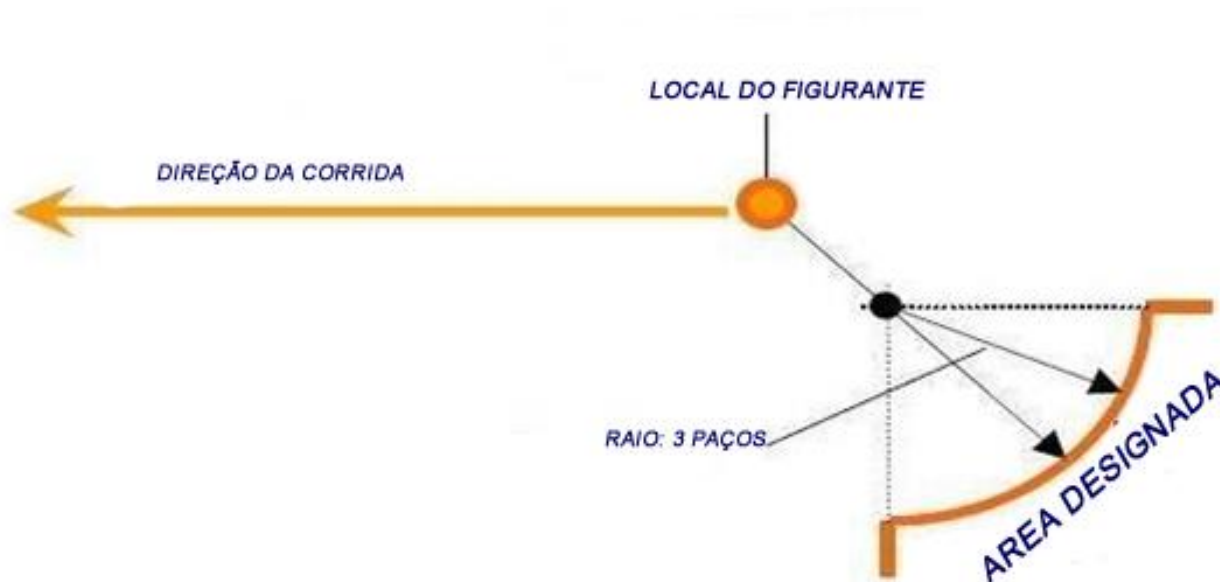 LOCAL DO FIGURANTE
DIREÇÃO DA CORRIDA
RAIO: 3 PAÇOS
AREA DESIGNADA